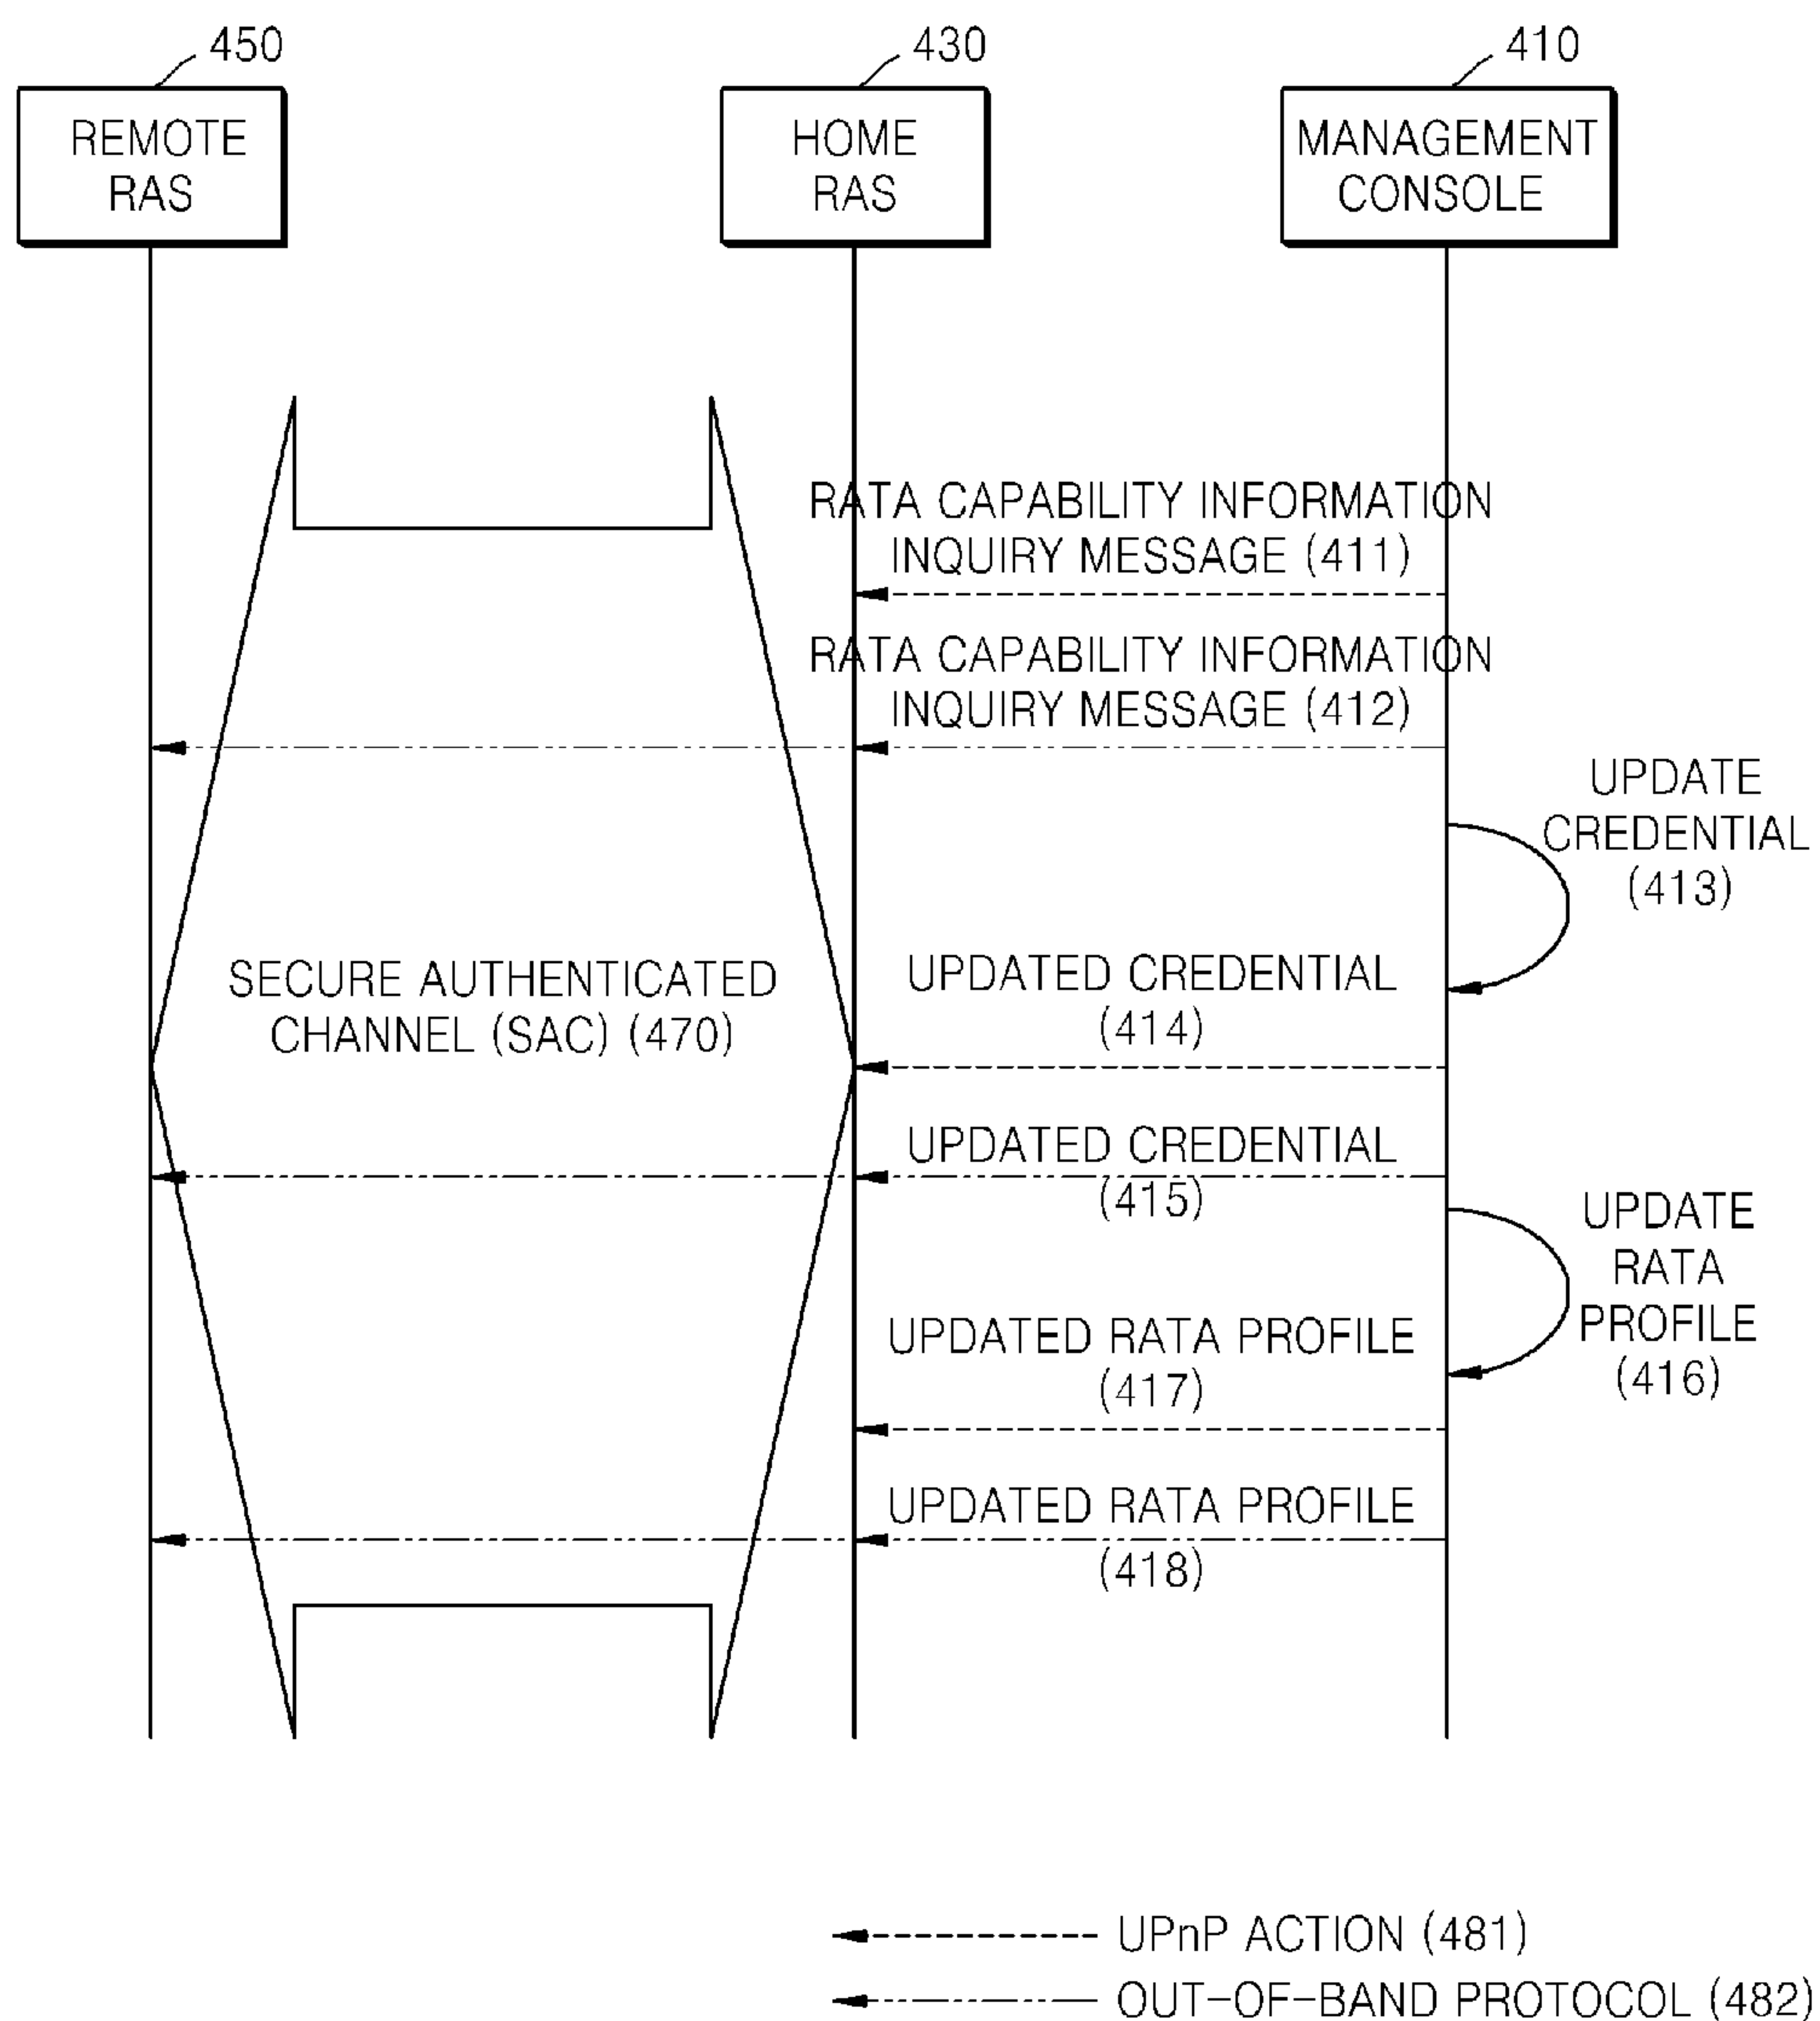 450
430
410
REMOTE
RAS
HOME
RAS
MANAGEMENT
CONSOLE
RATA CAPABILITY INFORMATION
INQUIRY MESSAGE (411)
RATA CAPABILITY INFORMATION
INQUIRY MESSAGE (412)
UPDATE
CREDENTIAL
(413)
SECURE AUTHENTICATED
CHANNEL (SAC) (470)
UPDATED CREDENTIAL
(414)
UPDATED CREDENTIAL
(415)
UPDATE
RATA
PROFILE
(416)
UPDATED RATA PROFILE
(417)
UPDATED RATA PROFILE
(418)
UPnP ACTION (481)
OUT-OF-BAND PROTOCOL (482)